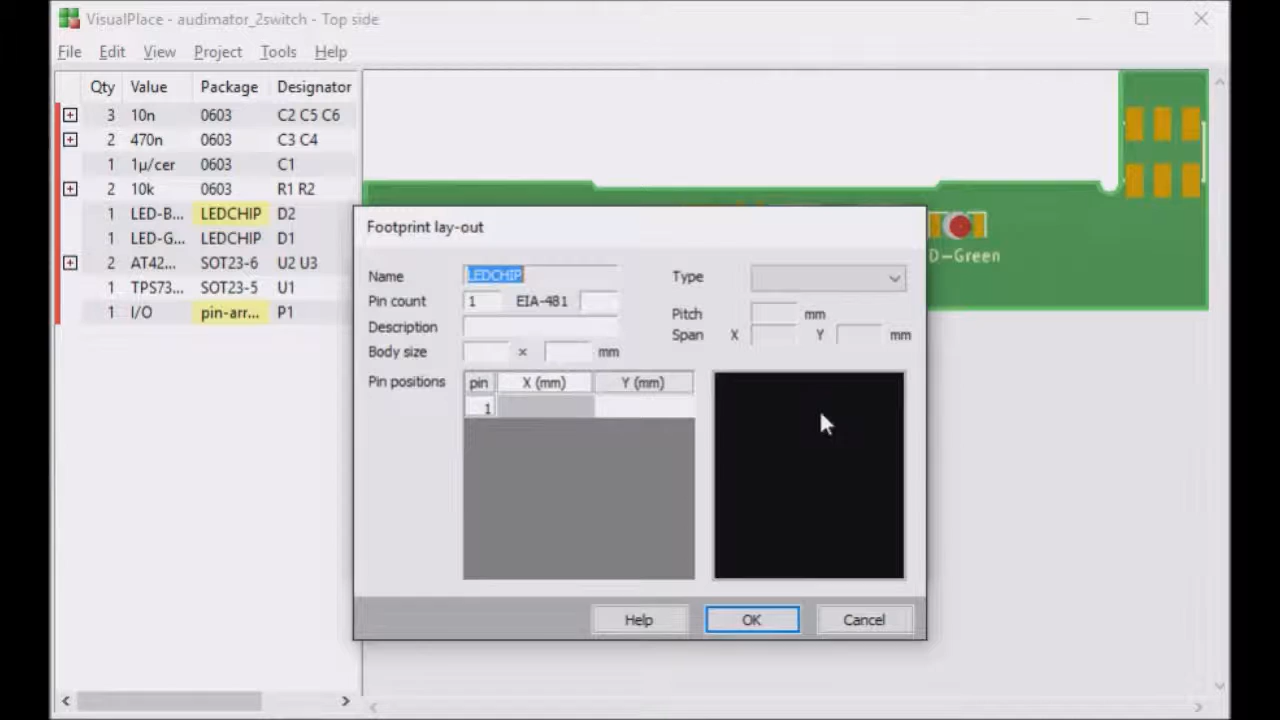 VisualPlace - audimator_2switch - Top side
File Edit View Project Tools Help
Qty Value Package Designator
3 10n 0603 C2 C5 C6
2 470n 0603 C3 C4
1 1µ/cer 0603 C1
2 10k 0603 R1 R2
1 LED-B... LEDCHIP D2
1 LED-G... LEDCHIP D1
2 AT42... SOT23-6 U2 U3
1 TPS73... SOT23-5 U1
1 I/O pin-arr... P1
D-Green
Footprint lay-out
Name LEDCHIP Type
Pin count 1 EIA-481
Pitch mm
Description
Span X Y mm
Body size × mm
Pin positions pin X (mm) Y (mm)
1
Help OK Cancel